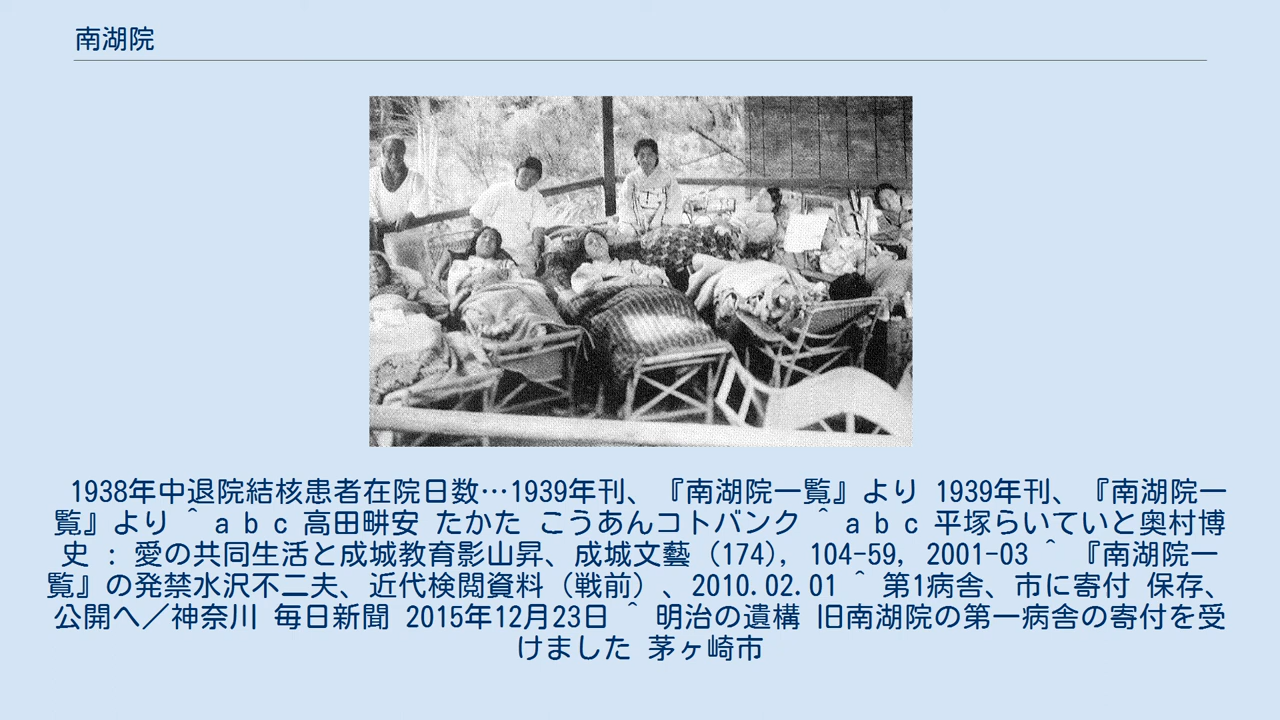 南湖院
1938年中退院結核患者在院日数…1939年刊、『南湖院一覧』より 1939年刊、『南湖院一
覧』より ^ a b c 高田畊安 たかた こうあんコトバンク ^ a b c 平塚らいていと奥村博
史 : 愛の共同生活と成城教育影山昇、成城文藝 (174), 104-59, 2001-03 ^ 『南湖院一
覧』の発禁水沢不二夫、近代検閲資料（戦前）、2010.02.01 ^ 第1病舎、市に寄付 保存、
公開へ／神奈川 毎日新聞 2015年12月23日 ^ 明治の遺構 旧南湖院の第一病舎の寄付を受
けました 茅ヶ崎市